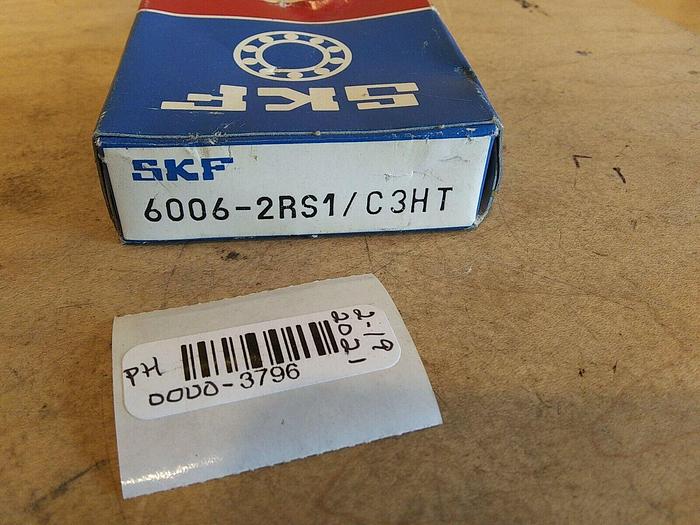 SKF
SKF
6006-2RS1/C3HT
PH
0000-3796
2-19
2021